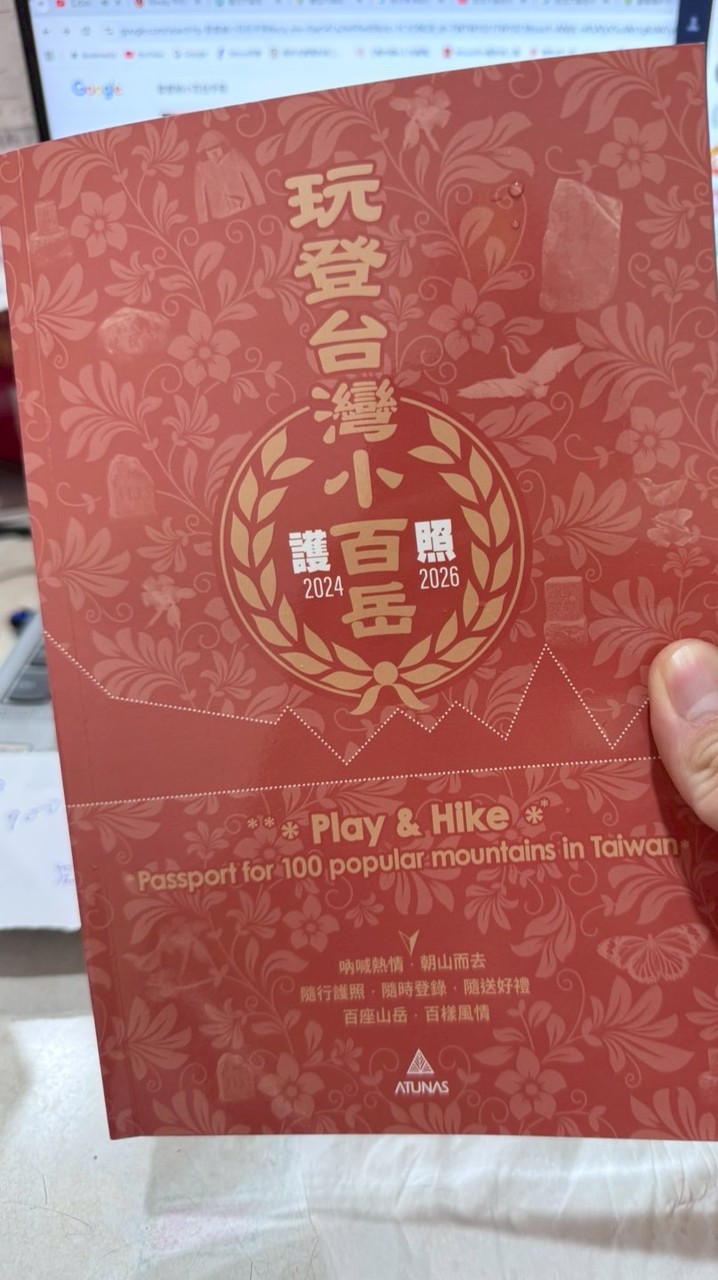 Google
玩登台灣小百岳
護照
2024 2026
*** Play & Hike **
*Passport for 100 popular mountains in Taiwan*
吶喊熱情．朝山而去
隨行護照．隨時登錄．隨送好禮
百座山岳．百樣風情
ATUNAS